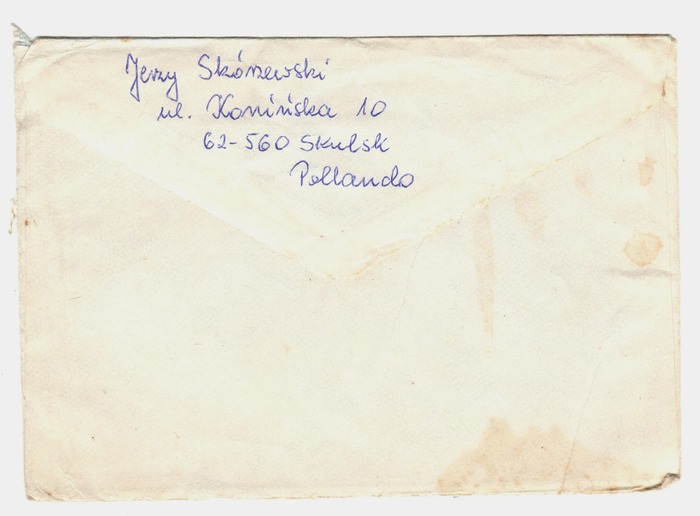 Jerzy Skórzewski
ul. Konińska 10
62-560 Skulsk
Pollando